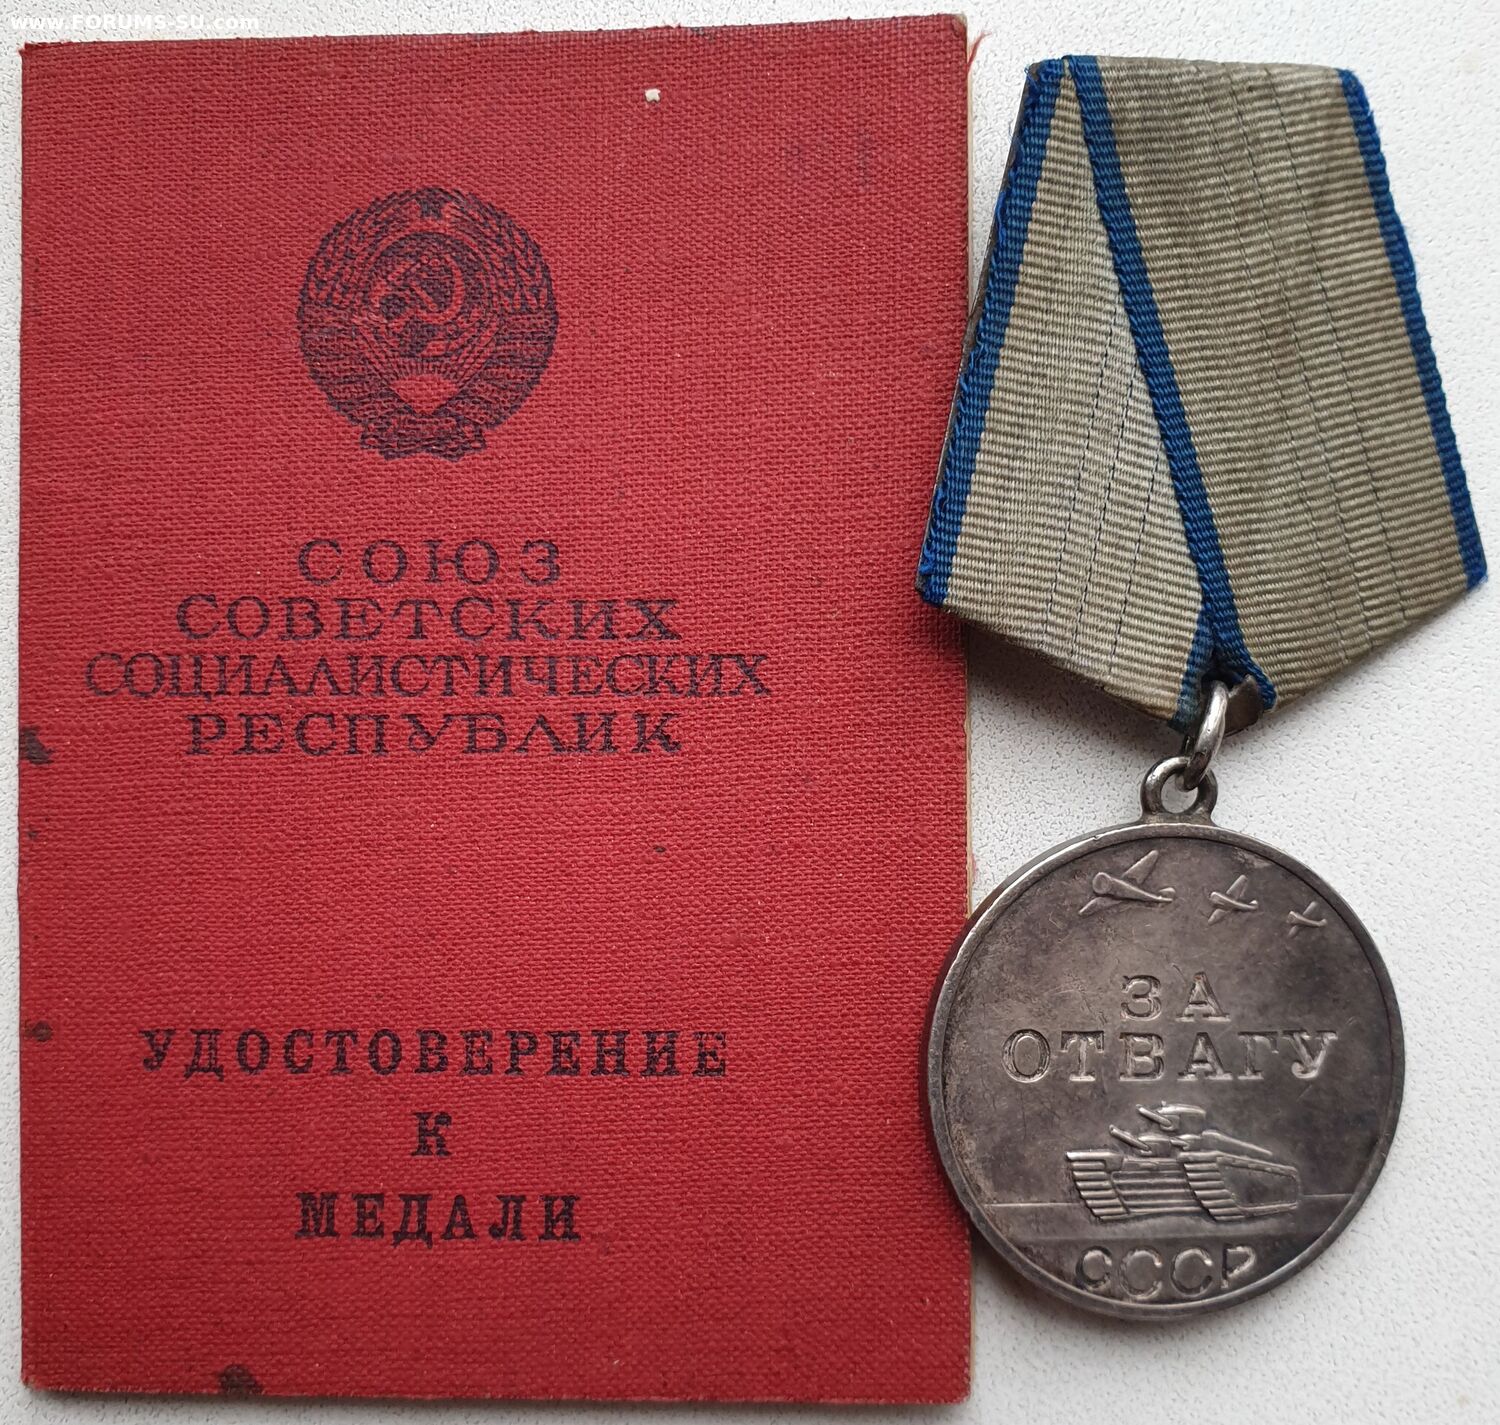 www.FORUMS-SU.com
СОЮЗ
СОВЕТСКИХ
СОЦИАЛИСТИЧЕСКИХ
РЕСПУБЛИК
УДОСТОВЕРЕНИЕ
К
МЕДАЛИ
ЗА
ОТВАГУ
СССР